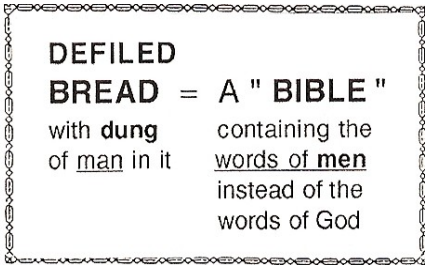 DEFILED
BREAD = A " BIBLE "
with dung containing the
of man in it words of men
instead of the
words of God